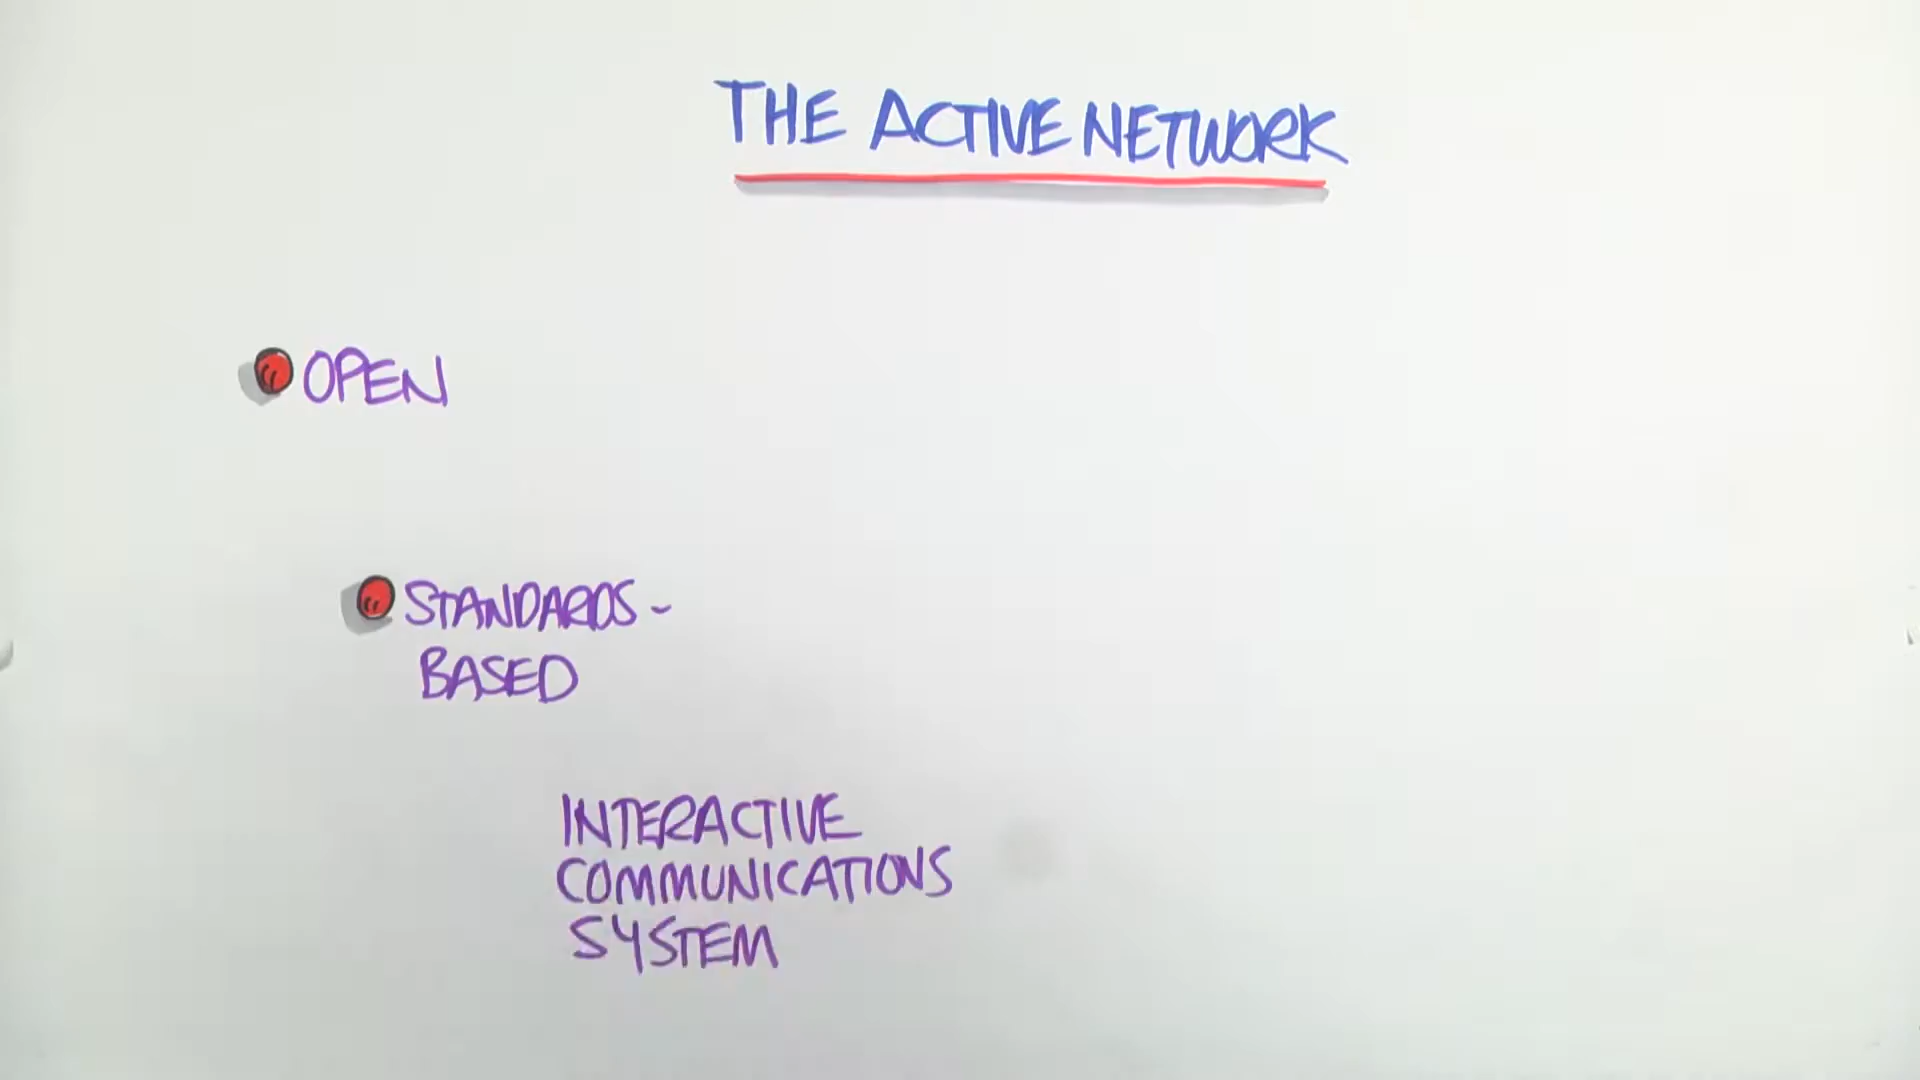 THE ACTIVE NETWORK
OPEN
STANDARDS-
BASED
INTERACTIVE
COMMUNICATIONS
SYSTEM